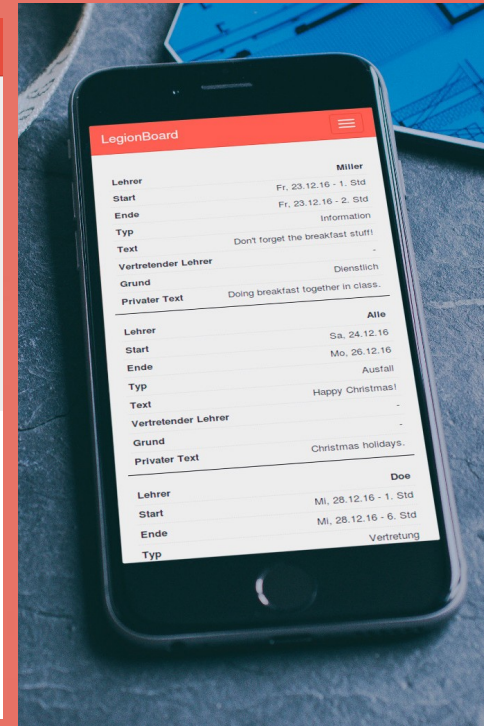 LegionBoard
Lehrer Miller
Start Fr, 23.12.16 - 1. Std
Ende Fr, 23.12.16 - 2. Std
Typ Information
Text Don't forget the breakfast stuff!
Vertretender Lehrer -
Grund Dienstlich
Privater Text Doing breakfast together in class.
Lehrer Alle
Start Sa, 24.12.16
Ende Mo, 26.12.16
Typ Ausfall
Text Happy Christmas!
Vertretender Lehrer -
Grund -
Privater Text Christmas holidays.
Lehrer Doe
Start Mi, 28.12.16 - 1. Std
Ende Mi, 28.12.16 - 6. Std
Typ Vertretung